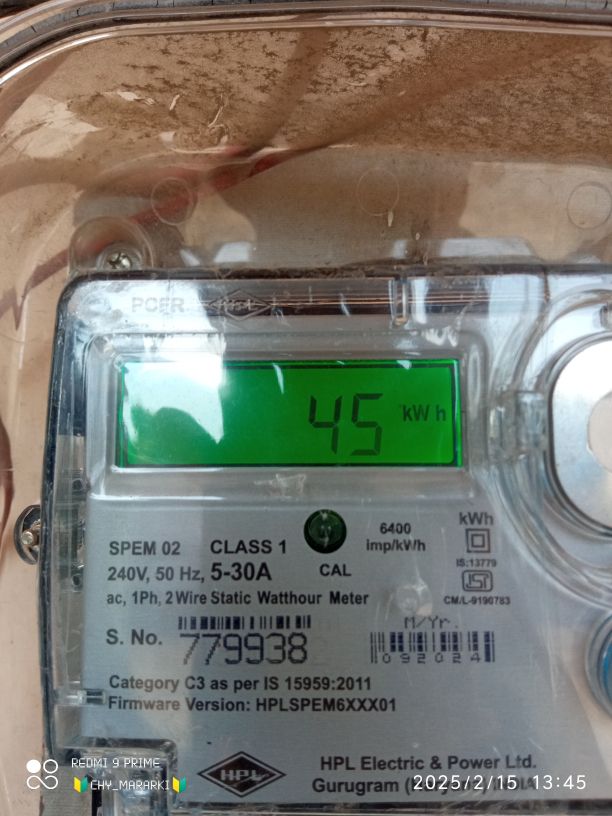 HPL
45 kWh
SPEM 02 CLASS 1
6400
imp/kWh
kWh
240V, 50 Hz, 5-30A
CAL
IS:13779
ac, 1Ph, 2 Wire Static Watthour Meter
CM/L-9190783
S. No. 779938
M/Yr.
092024
Category C3 as per IS 15959:2011
Firmware Version: HPLSPEM6XXX01
HPL
HPL Electric & Power Ltd.
Gurugram
REDMI 9 PRIME
CHY_MARARKI
2025/2/15 13:45